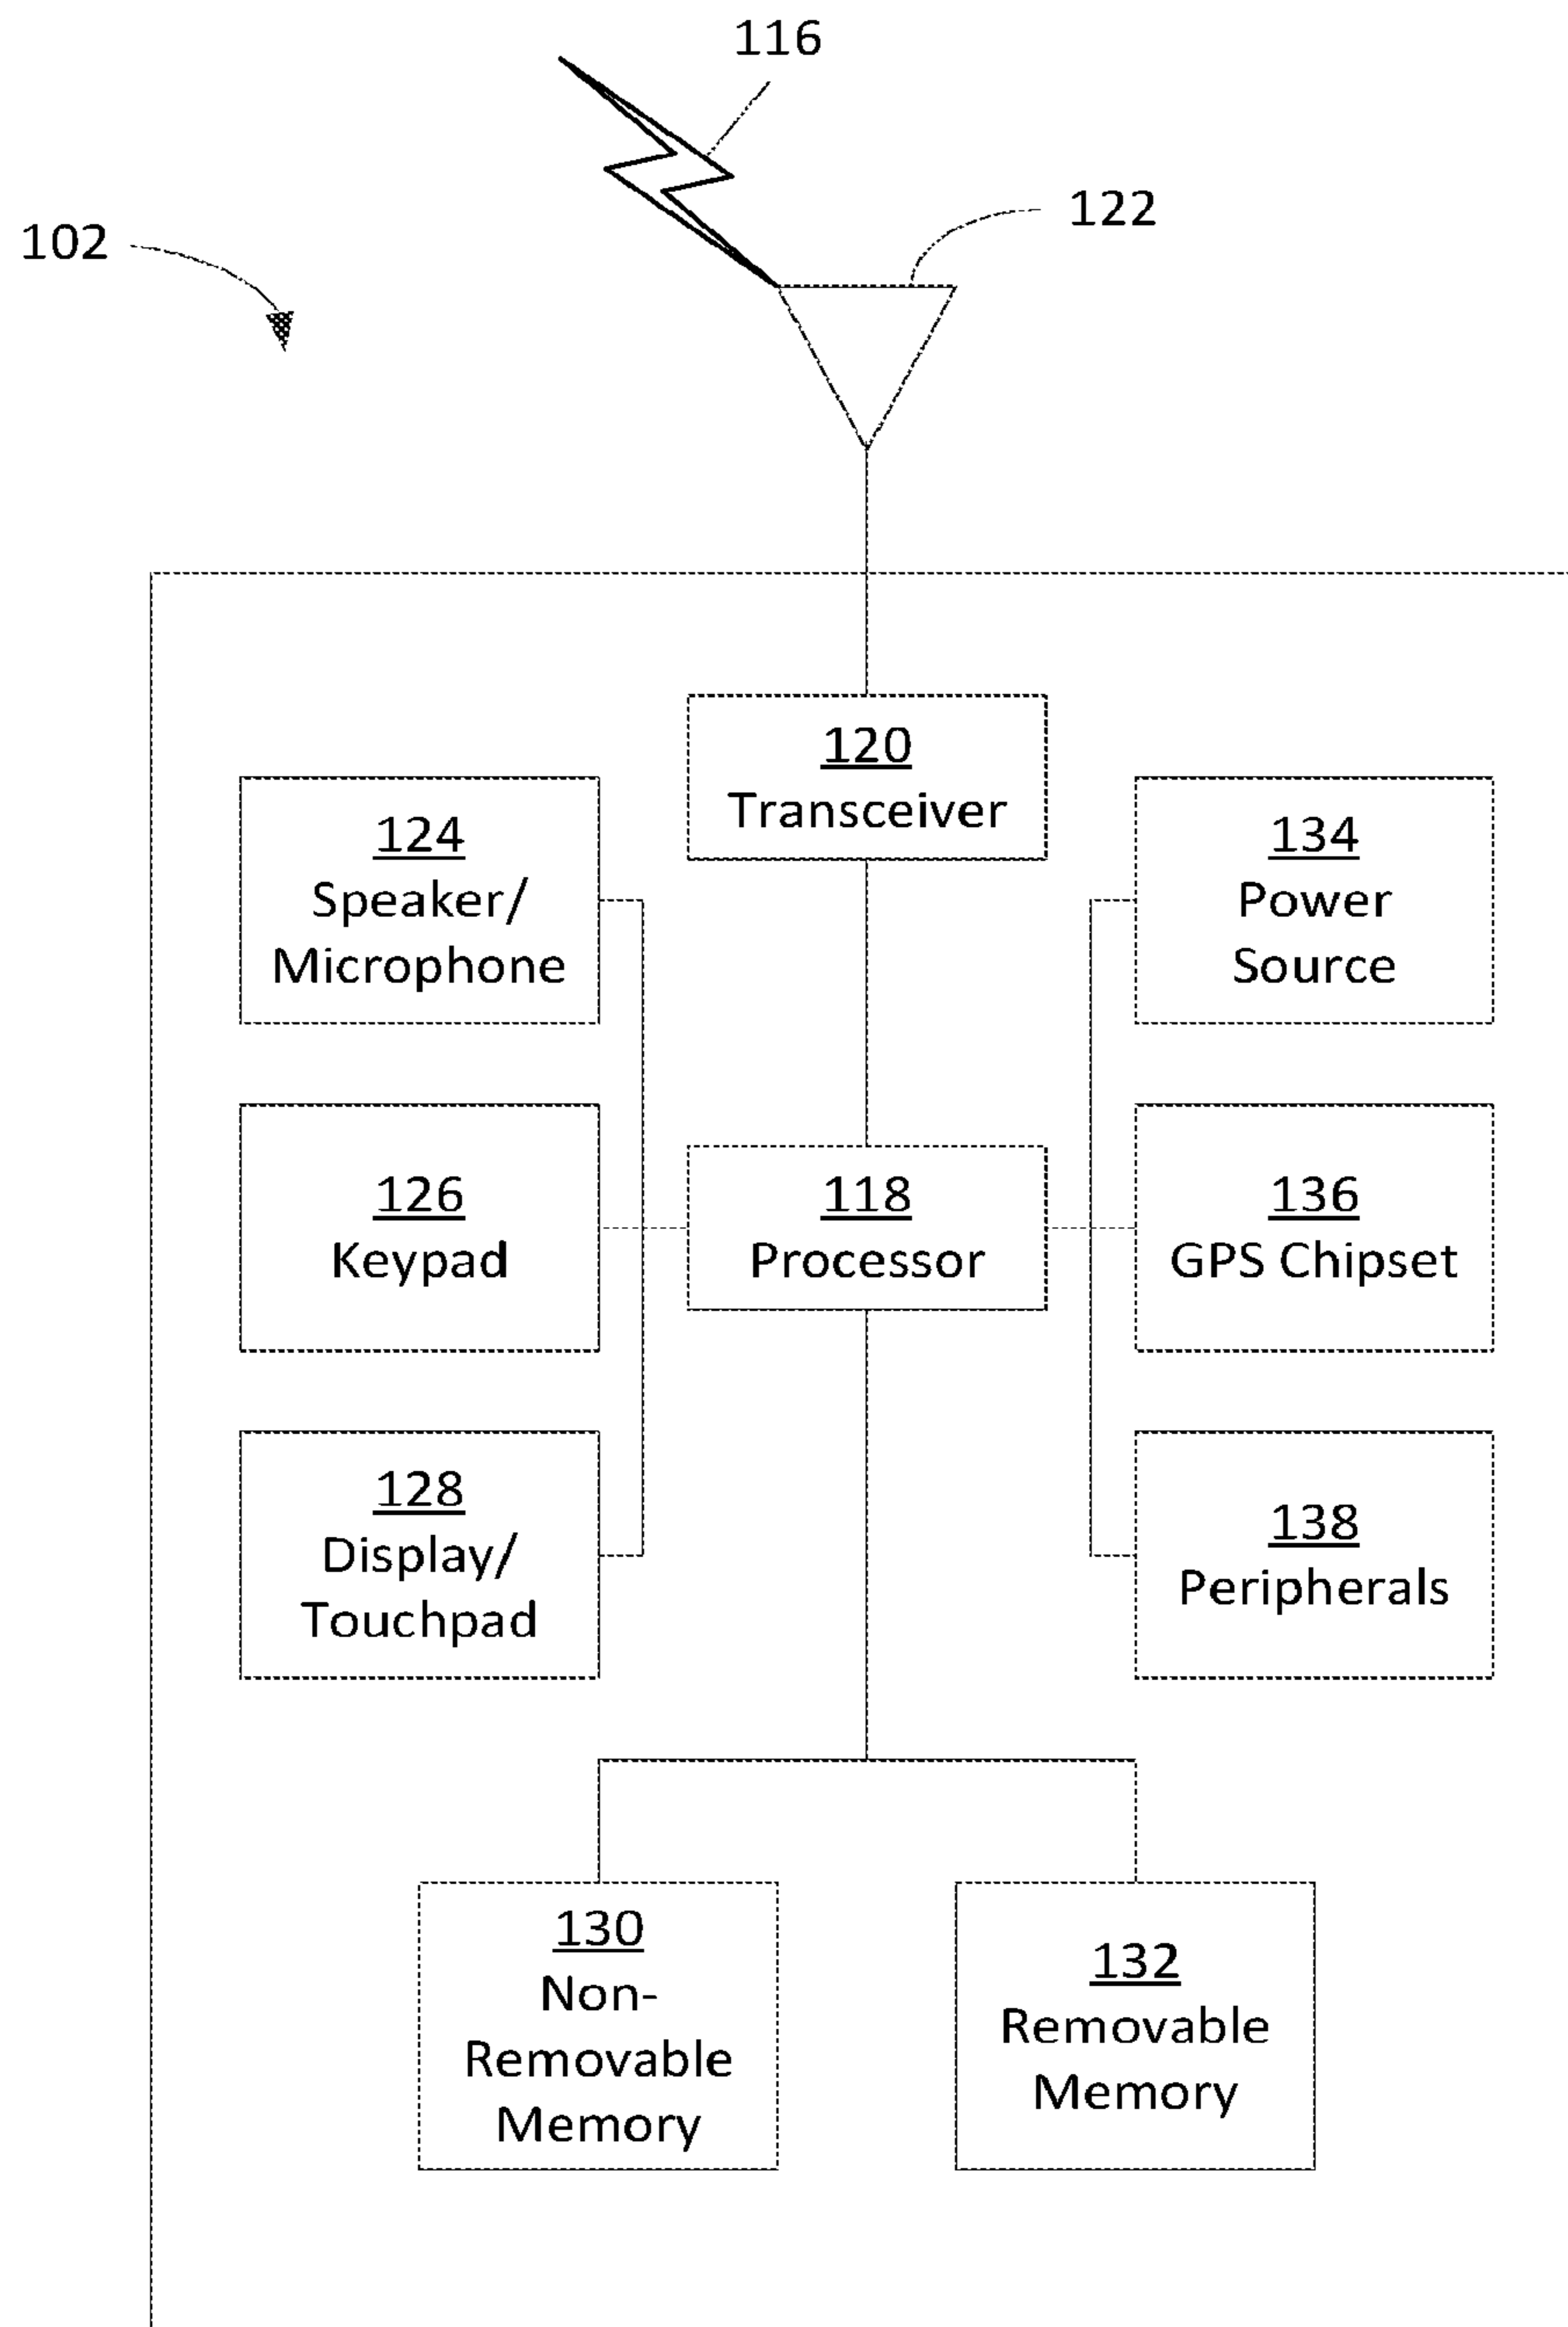 116
122
102
120
Transceiver
124
Speaker/
Microphone
134
Power
Source
126
Keypad
118
Processor
136
GPS Chipset
128
Display/
Touchpad
138
Peripherals
130
Non-
Removable
Memory
132
Removable
Memory